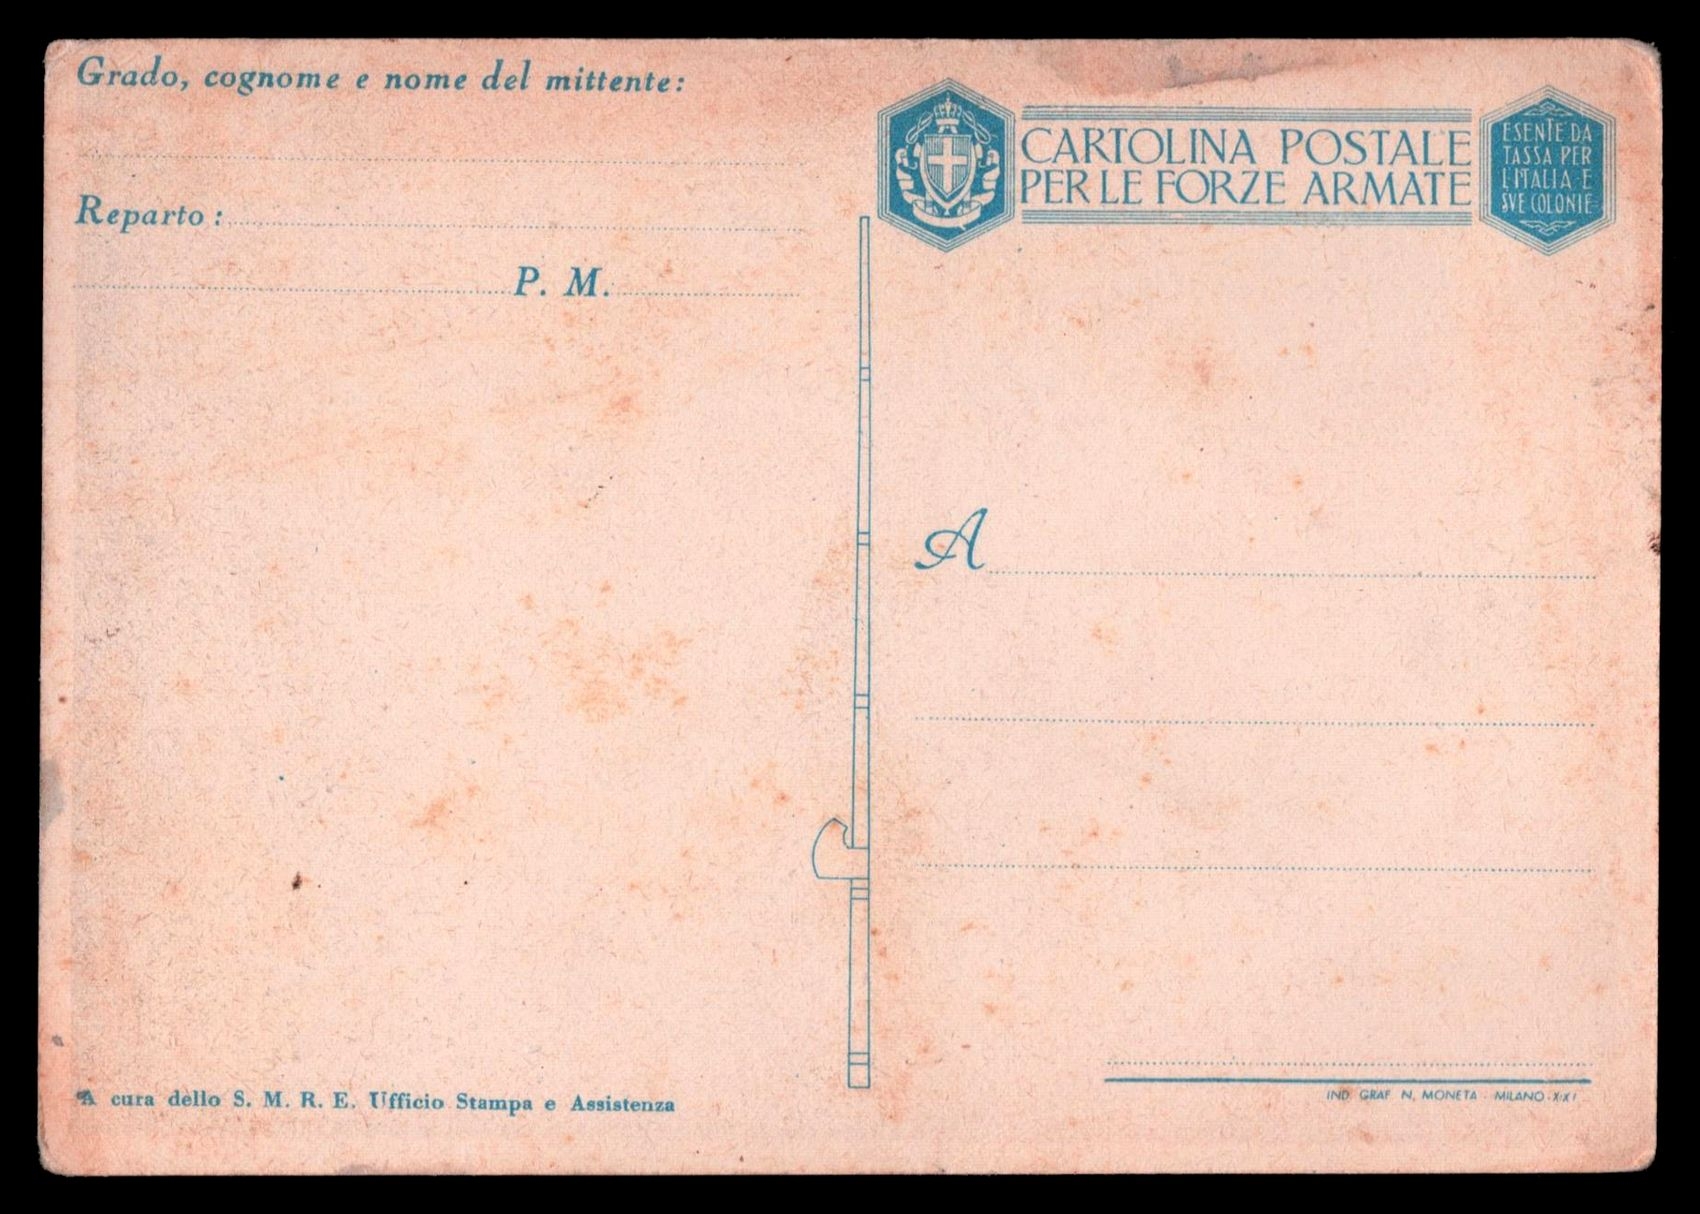 Grado, cognome e nome del mittente:
Reparto:
P. M.
A cura dello S. M. R. E. Ufficio Stampa e Assistenza
CARTOLINA POSTALE
PER LE FORZE ARMATE
ESENTE DA
TASSA PER
L'ITALIA E
SVE COLONIE
A
IND. GRAF. N. MONETA - MILANO - XXI